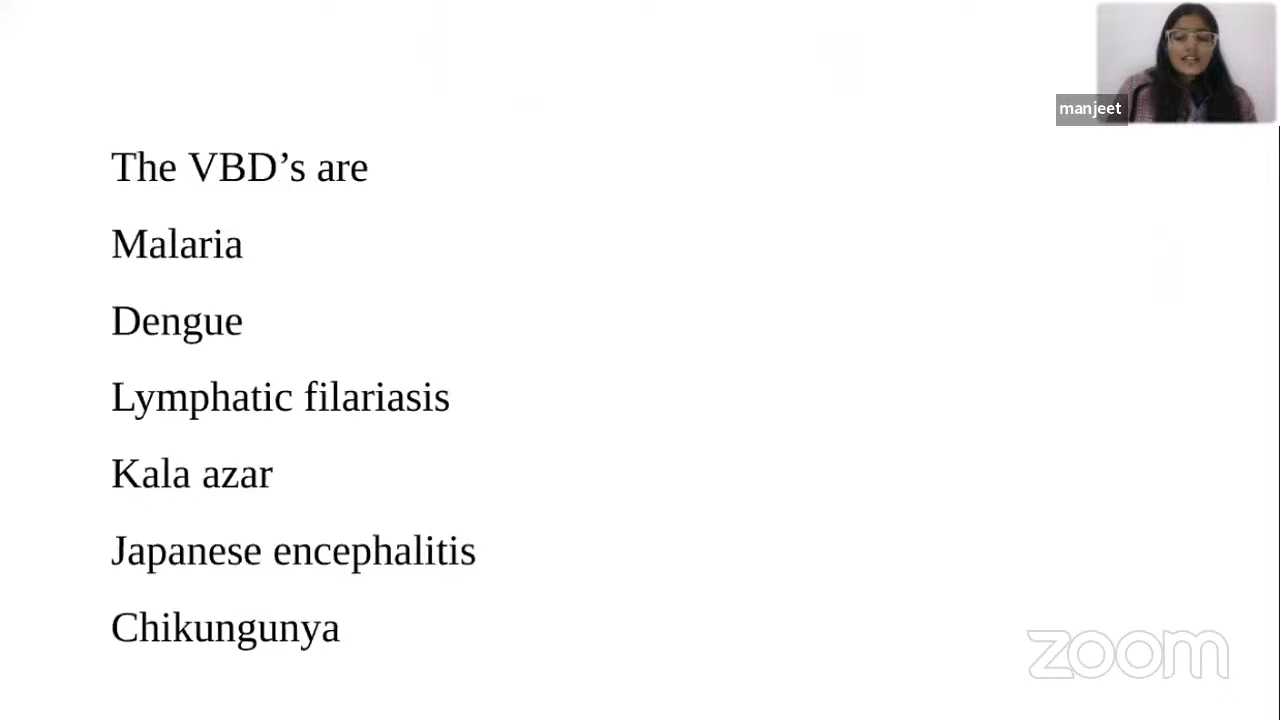 manjeet
The VBD’s are
Malaria
Dengue
Lymphatic filariasis
Kala azar
Japanese encephalitis
Chikungunya
zoom